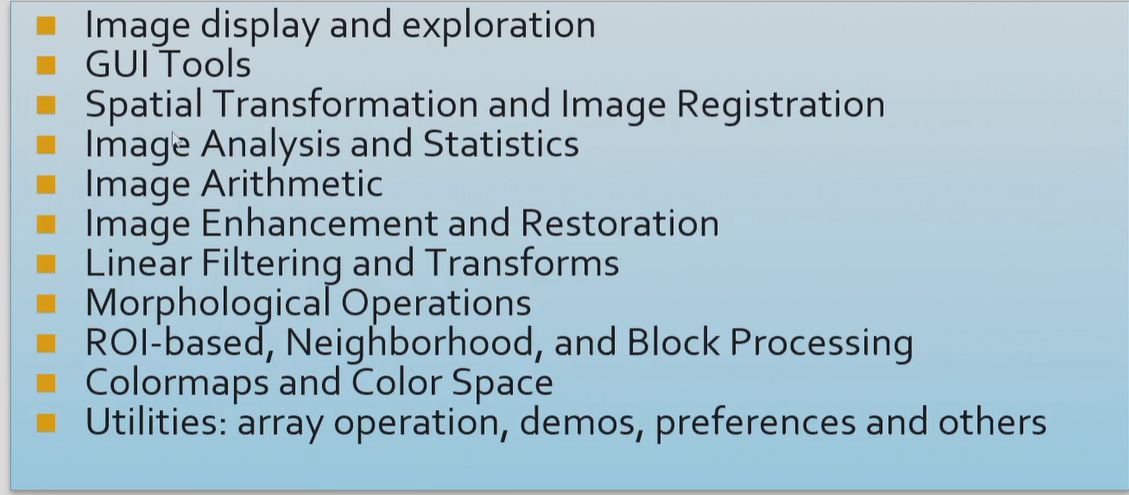 Image display and exploration
GUI Tools
Spatial Transformation and Image Registration
Image Analysis and Statistics
Image Arithmetic
Image Enhancement and Restoration
Linear Filtering and Transforms
Morphological Operations
ROI-based, Neighborhood, and Block Processing
Colormaps and Color Space
Utilities: array operation, demos, preferences and others